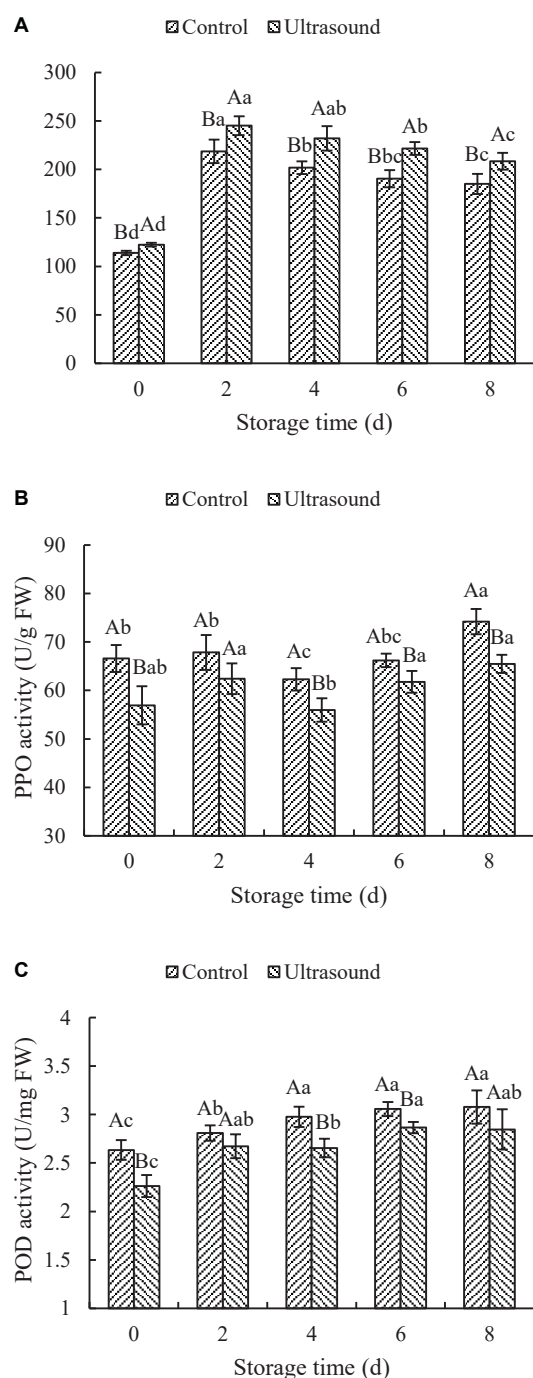 A
Control Ultrasound
300
250
200
150
100
50
0
Bd Ad Ba Aa Bb Aab Bbc Ab Bc Ac
0 2 4 6 8
Storage time (d)
B
Control Ultrasound
PPO activity (U/g FW)
90
80
70
60
50
40
30
Ab Bab Ab Aa Ac Bb Abc Ba Aa Ba
0 2 4 6 8
Storage time (d)
C
Control Ultrasound
POD activity (U/mg FW)
4
3.5
3
2.5
2
1.5
1
Ac Bc Ab Aab Aa Bb Aa Ba Aa Aab
0 2 4 6 8
Storage time (d)